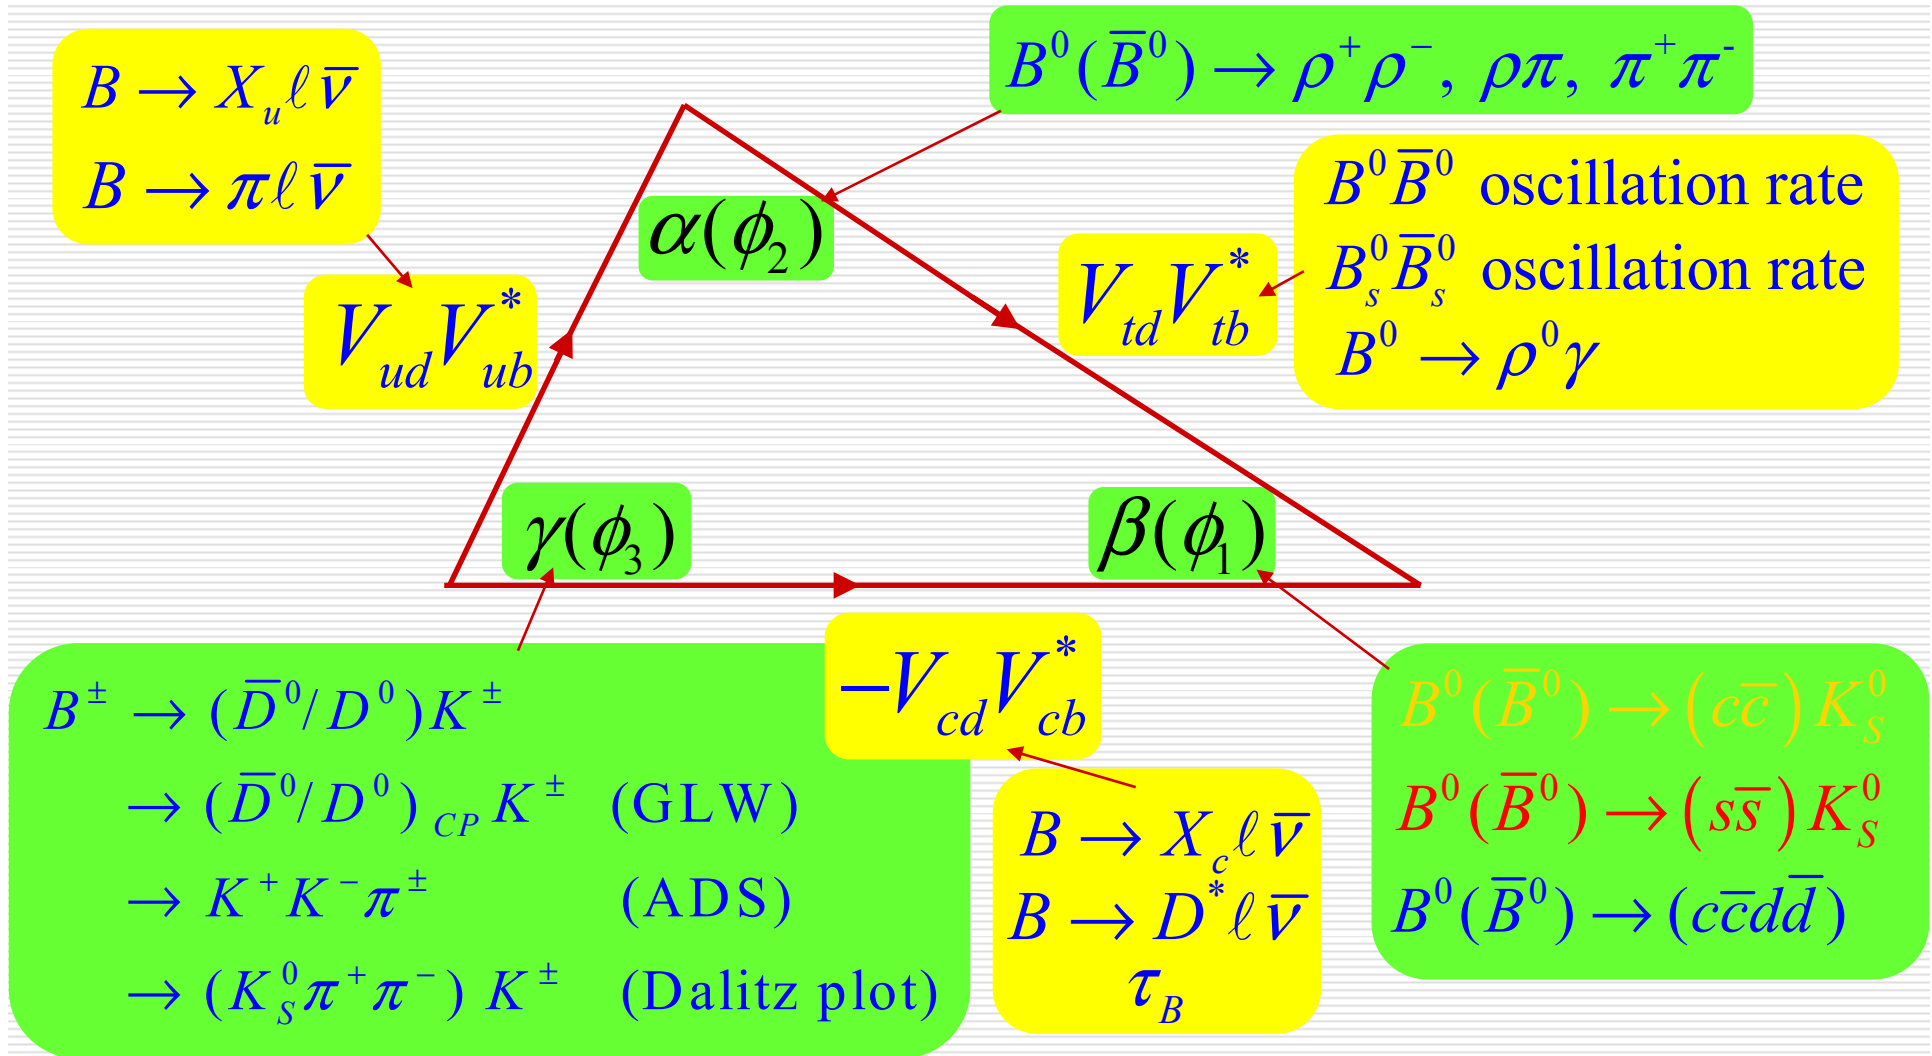 B → X_u ℓ ν̅
B → π ℓ ν̅
B⁰(B̅⁰) → ρ⁺ρ⁻, ρπ, π⁺π⁻
B⁰B̅⁰ oscillation rate
B_s⁰B̅_s⁰ oscillation rate
B⁰ → ρ⁰γ
α(ϕ₂)
V_ud V_ub^*
V_td V_tb^*
γ(ϕ₃)
β(ϕ₁)
−V_cd V_cb^*
B^± → (D̅⁰/D⁰)K^±
→ (D̅⁰/D⁰)_CP K^± (GLW)
→ K⁺K⁻π^± (ADS)
→ (K_S⁰π⁺π⁻) K^± (Dalitz plot)
B → X_c ℓ ν̅
B → D^* ℓ ν̅
τ_B
B⁰(B̅⁰) → (cc̅) K_S⁰
B⁰(B̅⁰) → (ss̅) K_S⁰
B⁰(B̅⁰) → (cc̅dd̅)